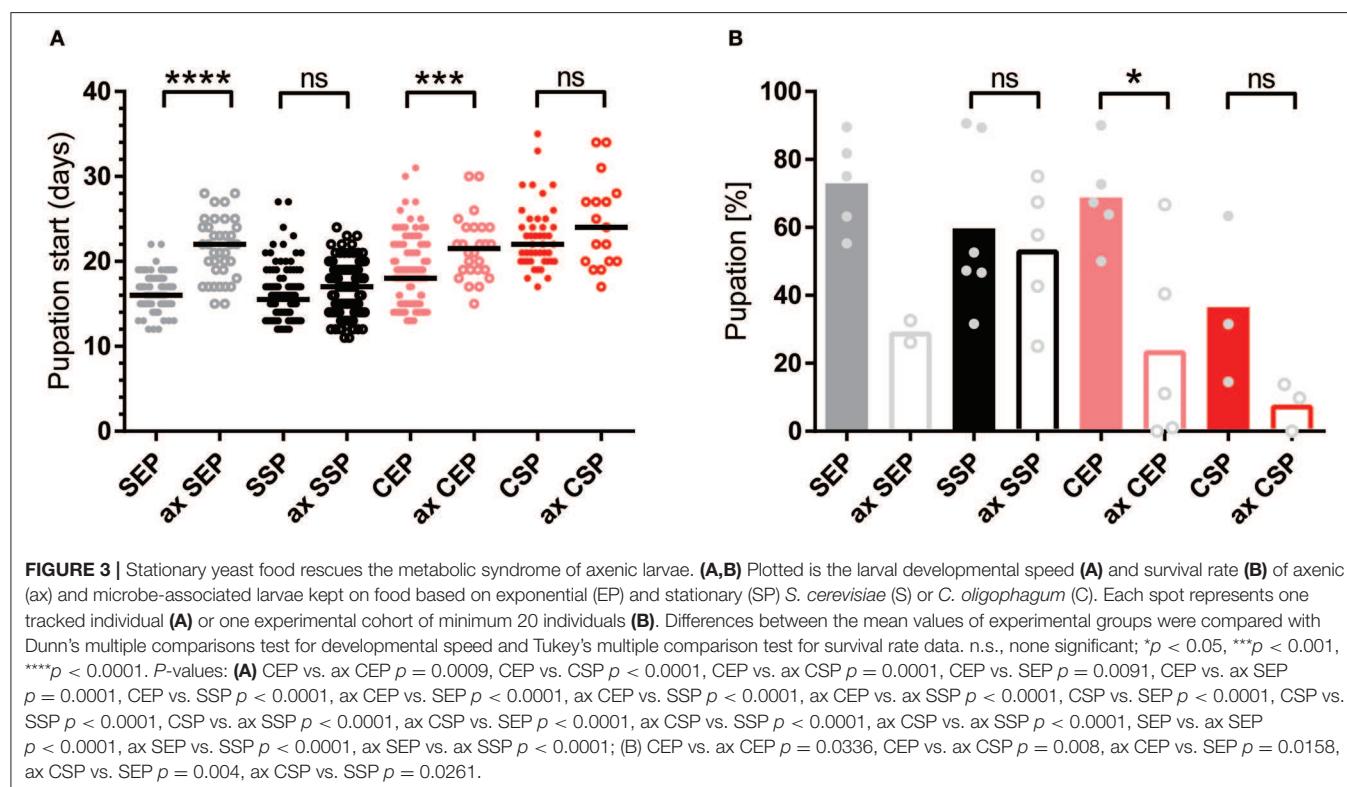 A
B
**** ns *** ns
ns * ns
Pupation start (days)
40
30
20
10
0
SEP
ax SEP
SSP
ax SSP
CEP
ax CEP
CSP
ax CSP
Pupation [%]
100
80
60
40
20
0
SEP
ax SEP
SSP
ax SSP
CEP
ax CEP
CSP
ax CSP
FIGURE 3 | Stationary yeast food rescues the metabolic syndrome of axenic larvae. (A,B) Plotted is the larval developmental speed (A) and survival rate (B) of axenic
(ax) and microbe-associated larvae kept on food based on exponential (EP) and stationary (SP) S. cerevisiae (S) or C. oligophagum (C). Each spot represents one
tracked individual (A) or one experimental cohort of minimum 20 individuals (B). Differences between the mean values of experimental groups were compared with
Dunn's multiple comparisons test for developmental speed and Tukey's multiple comparison test for survival rate data. n.s., none significant; *p < 0.05, ***p < 0.001,
****p < 0.0001. P-values: (A) CEP vs. ax CEP p = 0.0009, CEP vs. CSP p < 0.0001, CEP vs. ax CSP p = 0.0001, CEP vs. SEP p = 0.0091, CEP vs. ax SEP
p = 0.0001, CEP vs. SSP p < 0.0001, ax CEP vs. SEP p < 0.0001, ax CEP vs. SSP p < 0.0001, ax CEP vs. ax SSP p < 0.0001, CSP vs. SEP p < 0.0001, CSP vs.
SSP p < 0.0001, CSP vs. ax SSP p < 0.0001, ax CSP vs. SEP p < 0.0001, ax CSP vs. SSP p < 0.0001, ax CSP vs. ax SSP p < 0.0001, SEP vs. ax SEP
p < 0.0001, ax SEP vs. SSP p < 0.0001, ax SEP vs. ax SSP p < 0.0001; (B) CEP vs. ax CEP p = 0.0336, CEP vs. ax CSP p = 0.008, ax CEP vs. SEP p = 0.0158,
ax CSP vs. SEP p = 0.004, ax CSP vs. SSP p = 0.0261.